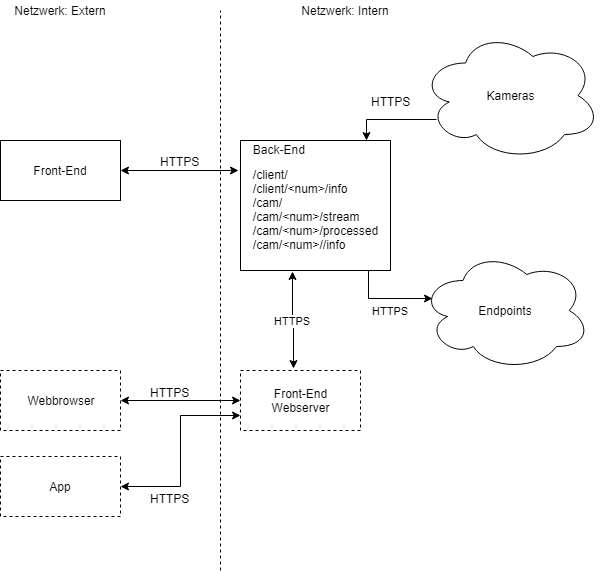 Netzwerk: Extern
Netzwerk: Intern
Kameras
HTTPS
Back-End
HTTPS
Front-End
/client/
/client/<num>/info
/cam/
/cam/<num>/stream
/cam/<num>/processed
/cam/<num>//info
HTTPS
Endpoints
HTTPS
Webbrowser
HTTPS
Front-End
Webserver
App
HTTPS